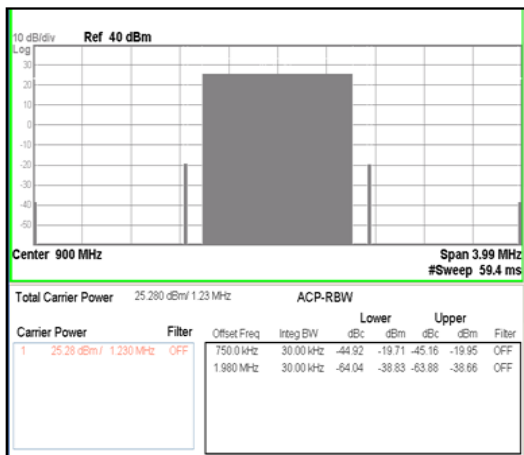 10 dB/div Ref 40 dBm
Log
30
20
10
0
-10
-20
-30
-40
-50
Center 900 MHz Span 3.99 MHz
#Sweep 59.4 ms
Total Carrier Power 25.280 dBm/ 1.23 MHz ACP-RBW
Lower Upper
Carrier Power Filter Offset Freq Integ BW dBc dBm dBc dBm Filter
1 25.28 dBm / 1.230 MHz OFF 750.0 kHz 30.00 kHz -44.92 -19.71 -45.16 -19.95 OFF
1.980 MHz 30.00 kHz -64.04 -38.83 -63.88 -38.66 OFF